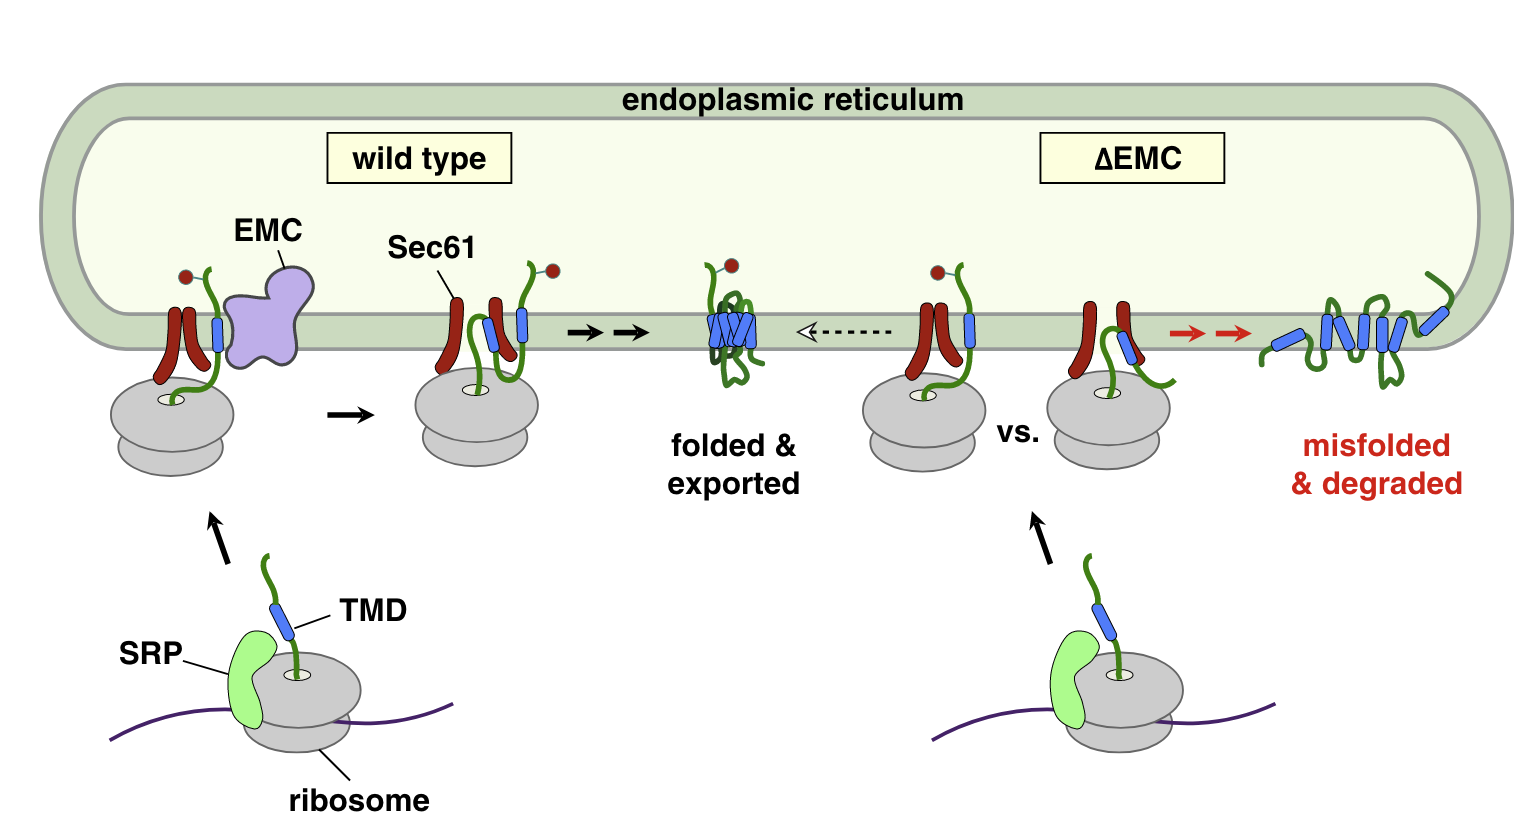 endoplasmic reticulum
wild type
ΔEMC
EMC
Sec61
folded &
exported
vs.
misfolded
& degraded
TMD
SRP
ribosome